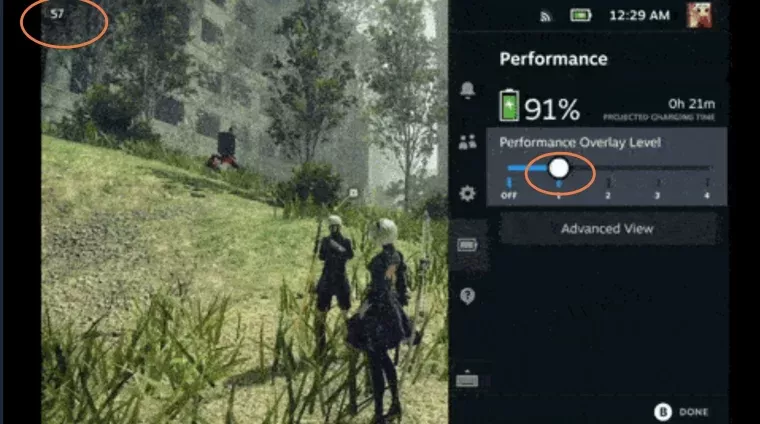 57
12:29 AM
Performance
91%
0h 21m
PROJECTED CHARGING TIME
Performance Overlay Level
OFF 1 2 3 4
Advanced View
B DONE